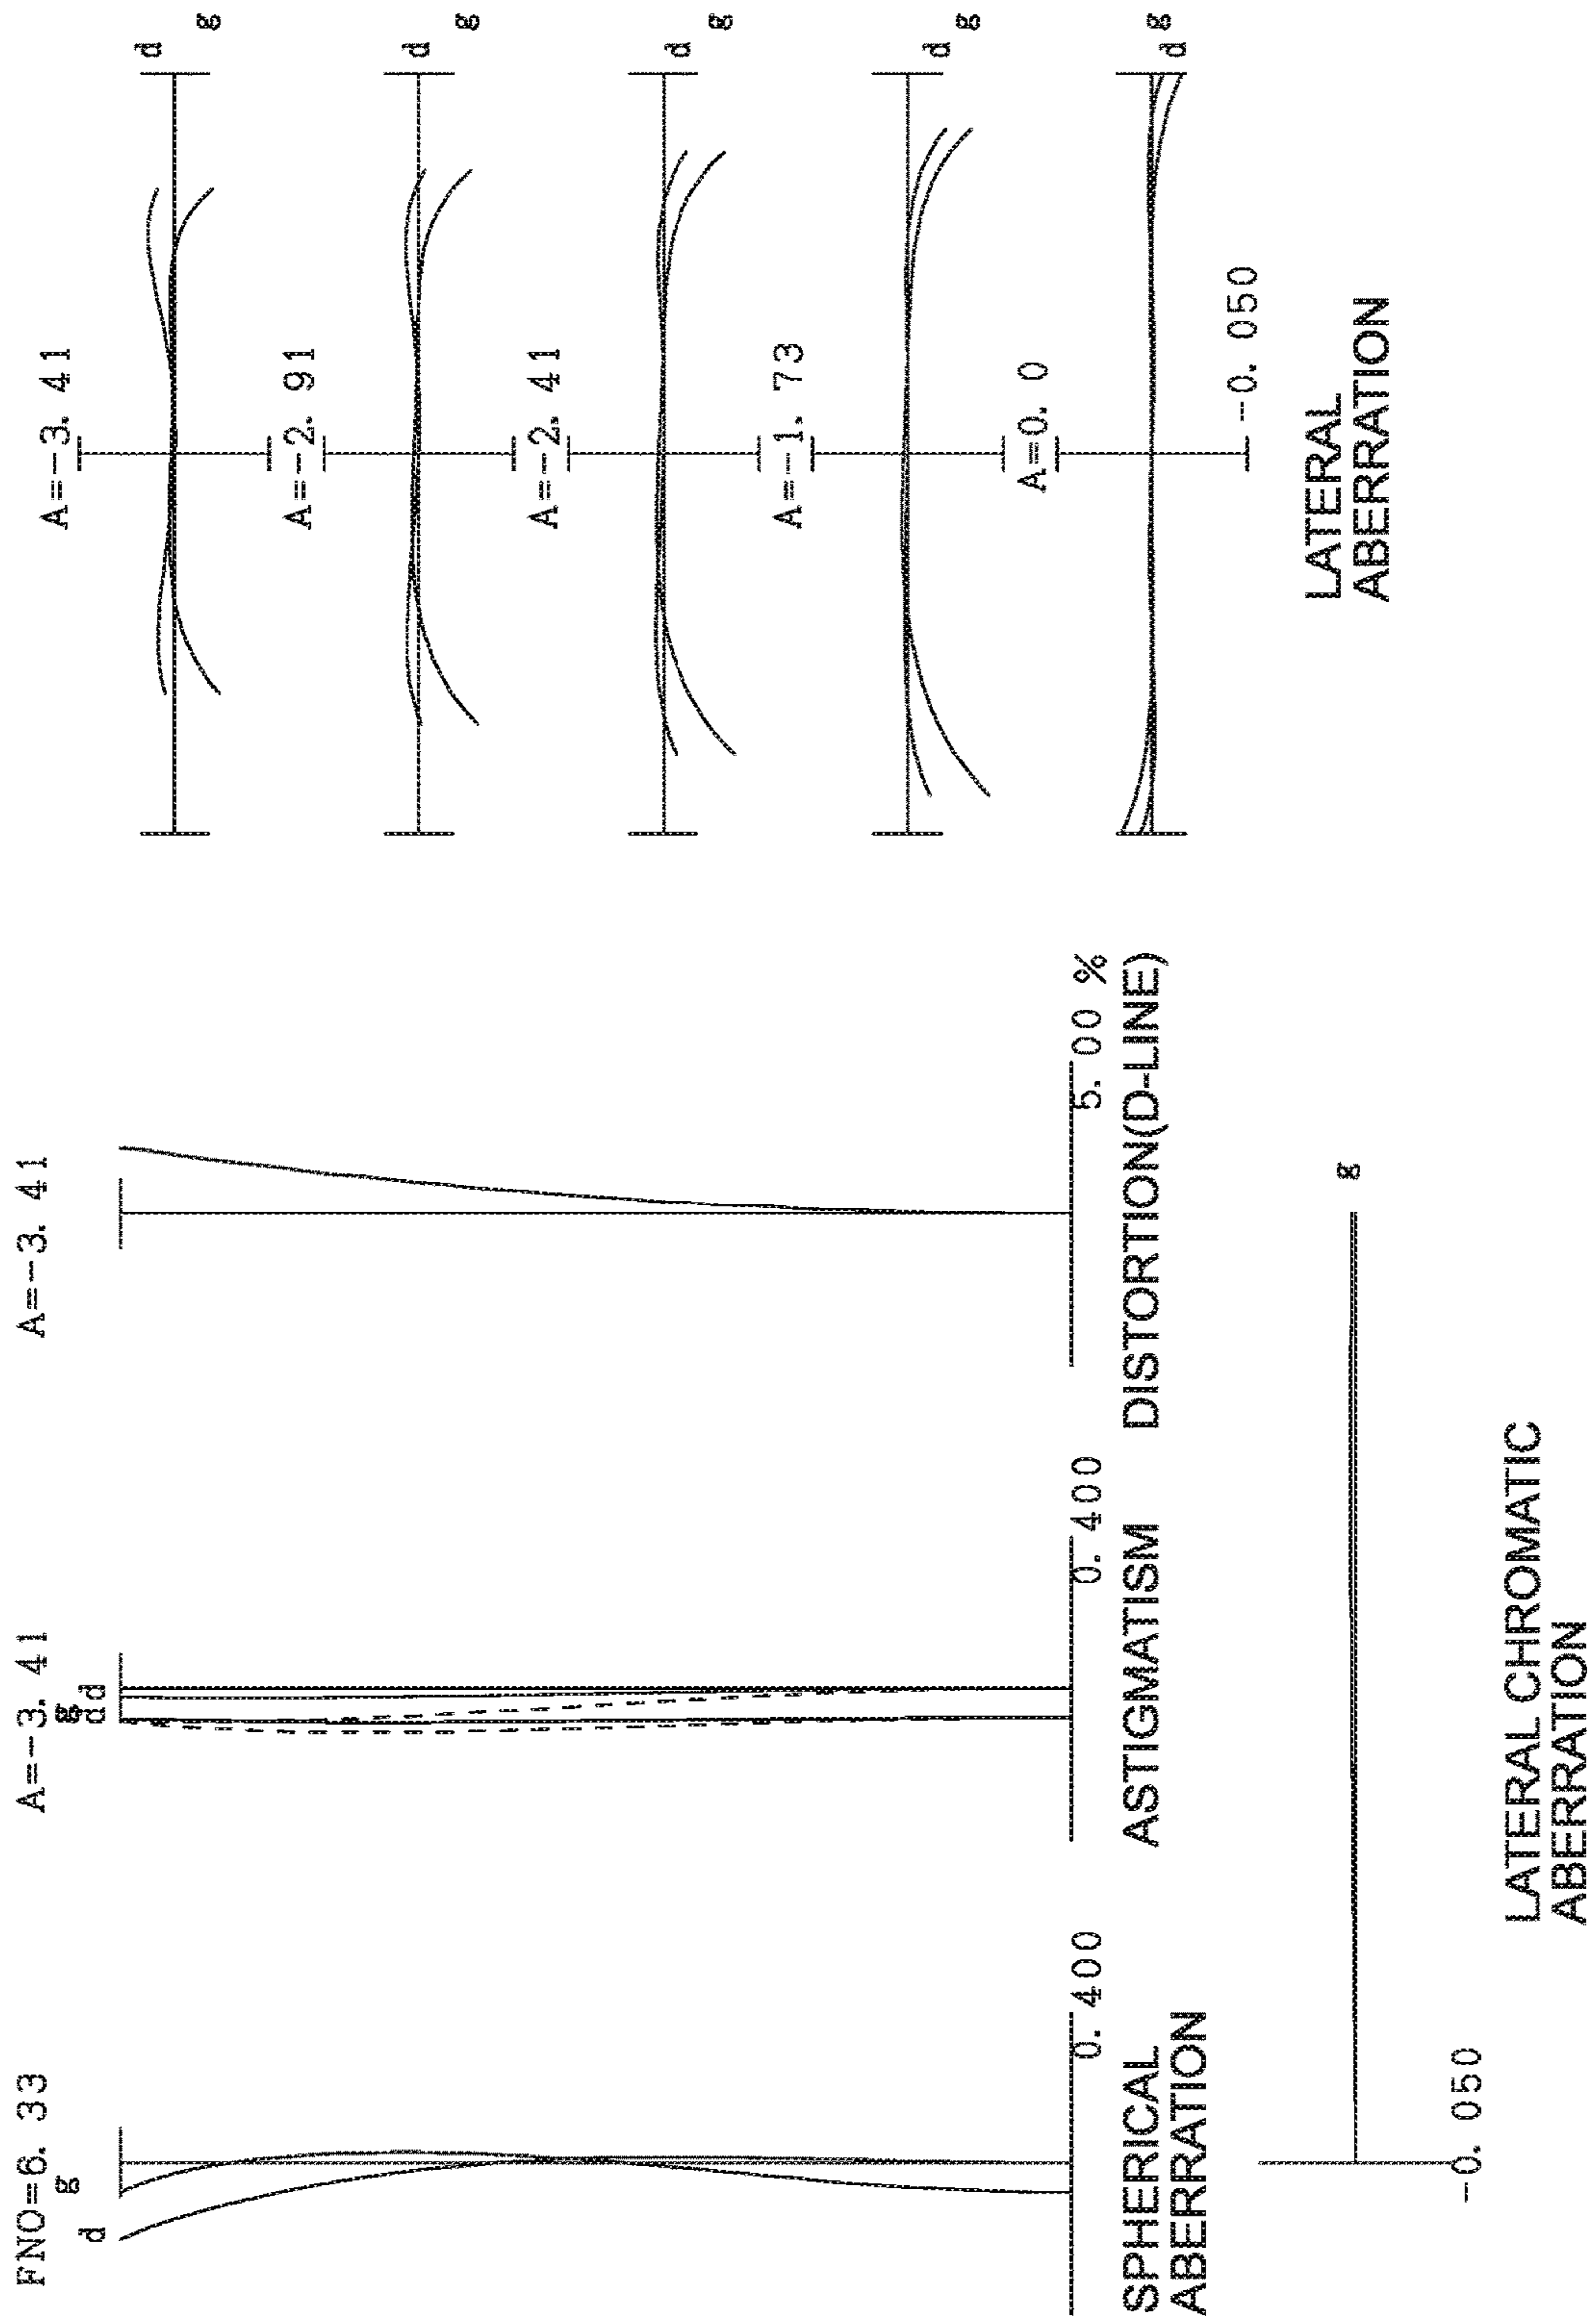 FNO=6. 33
g
d
0. 400
SPHERICAL
ABERRATION
A=-3. 41
g
d
d
0. 400
ASTIGMATISM
A=-3. 41
5. 00 %
DISTORTION(D-LINE)
g
-0. 050
LATERAL CHROMATIC
ABERRATION
A=-3. 41
d
g
A=-2. 91
d
g
A=-2. 41
d
g
A=-1. 73
d
g
A=0. 0
g
d
-0. 050
LATERAL
ABERRATION